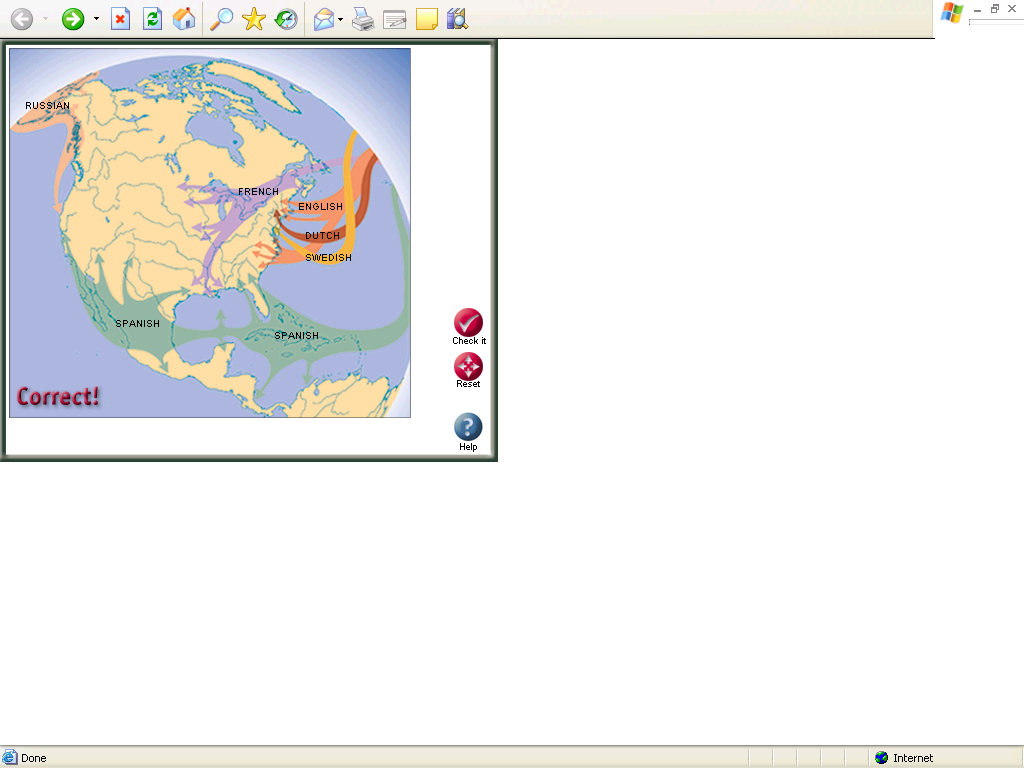 RUSSIAN
FRENCH
ENGLISH
DUTCH
SWEDISH
SPANISH
SPANISH
Correct!
Check it
Reset
?
Help
Done
Internet